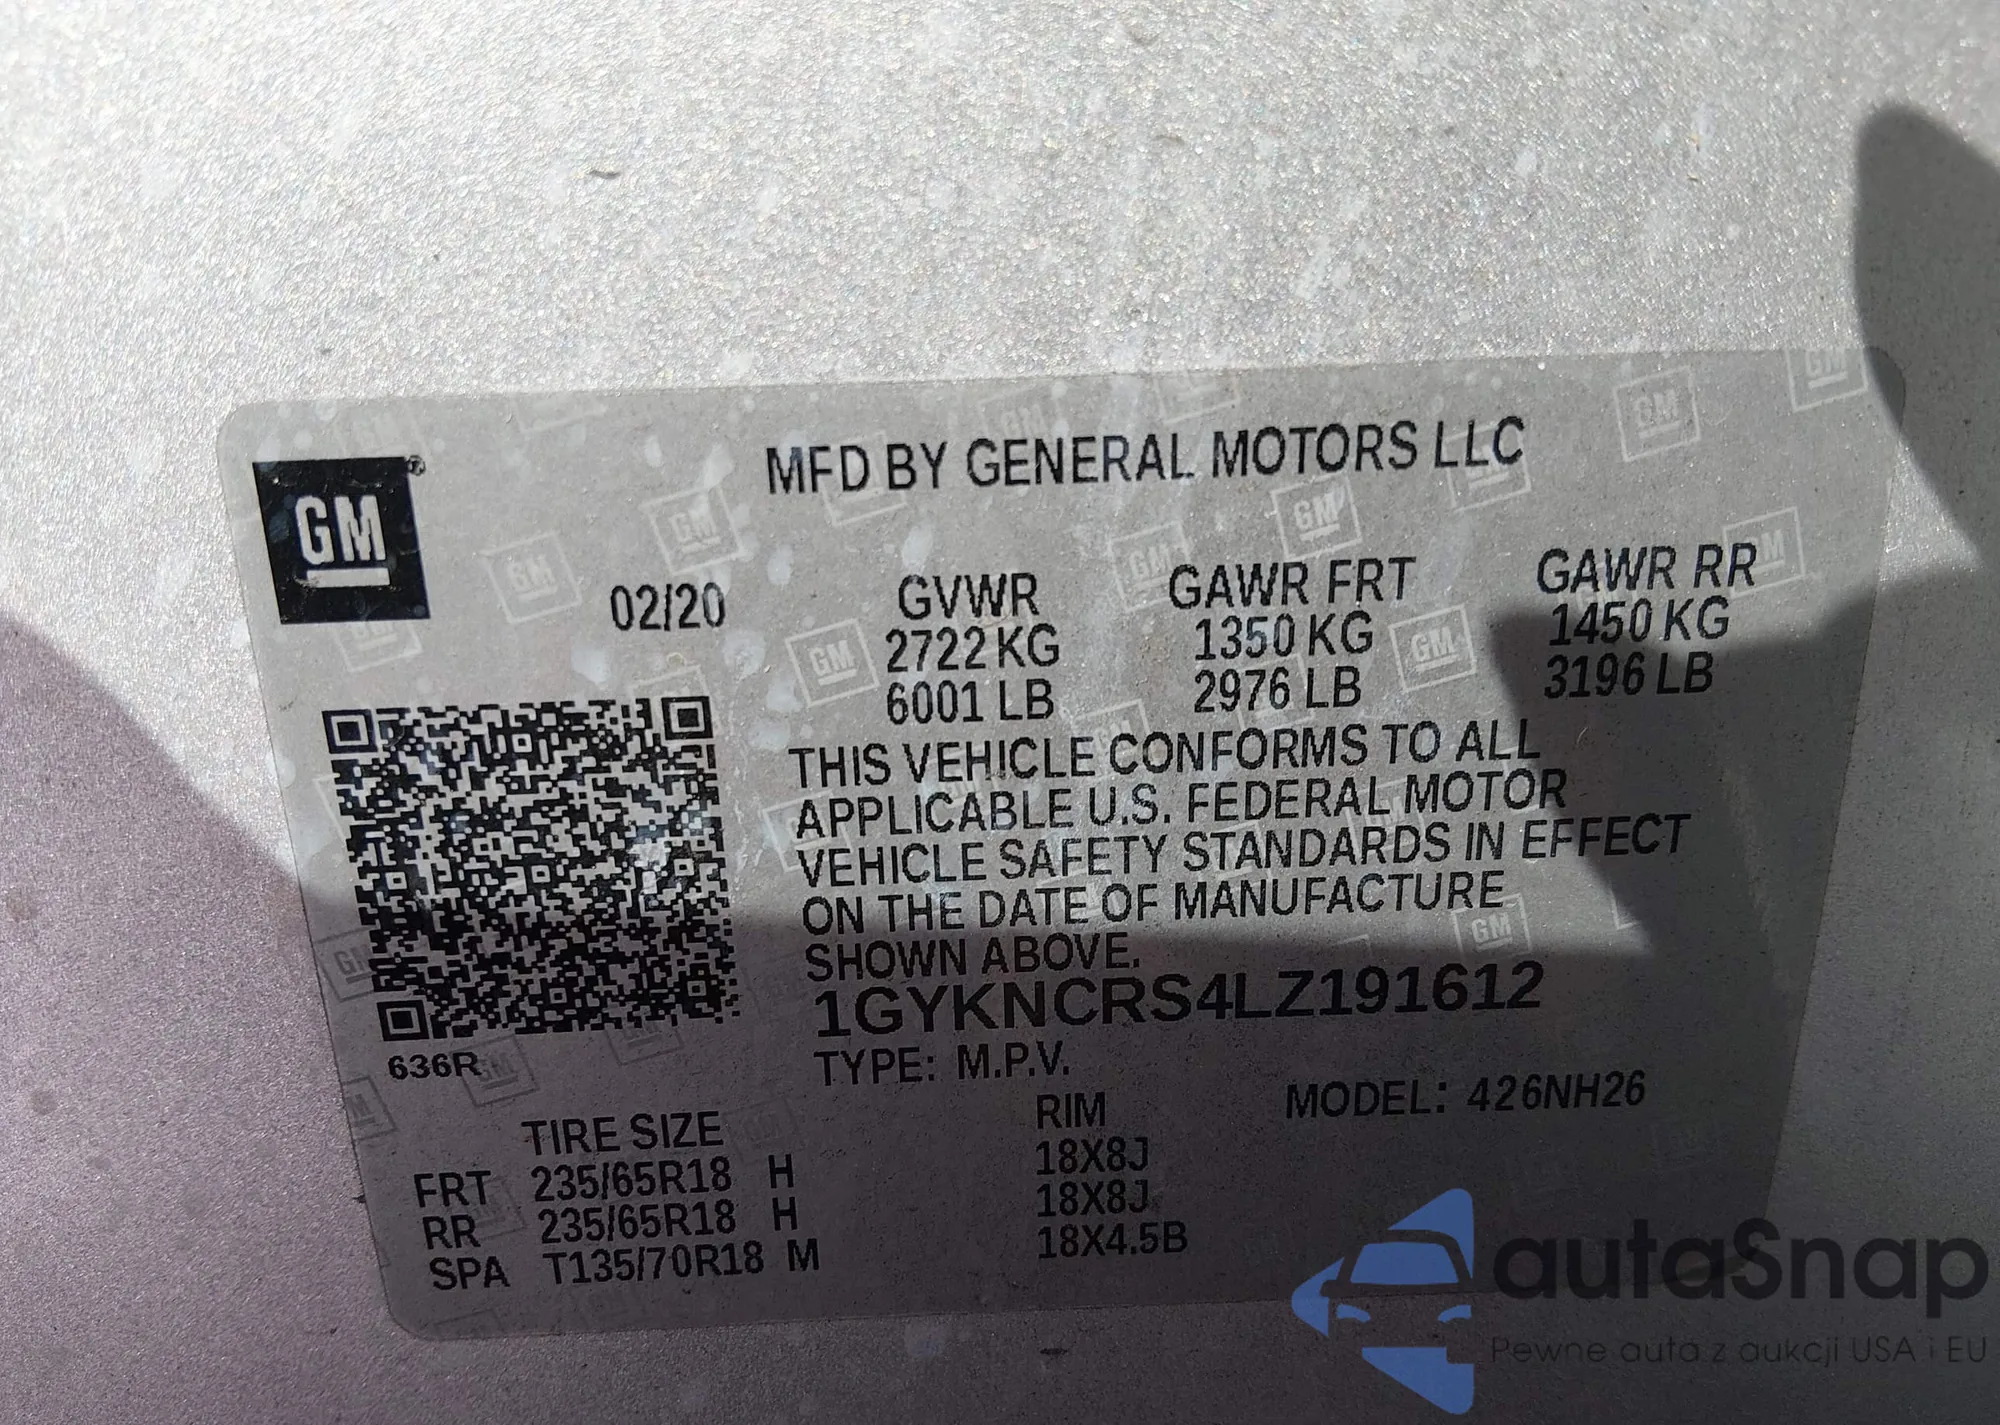 GM®
MFD BY GENERAL MOTORS LLC
02/20
GVWR GAWR FRT GAWR RR
2722 KG 1350 KG 1450 KG
6001 LB 2976 LB 3196 LB
THIS VEHICLE CONFORMS TO ALL
APPLICABLE U.S. FEDERAL MOTOR
VEHICLE SAFETY STANDARDS IN EFFECT
ON THE DATE OF MANUFACTURE
SHOWN ABOVE.
1GYKNCRS4LZ191612
636R
TYPE: M.P.V.
MODEL: 426NH26
TIRE SIZE RIM
FRT 235/65R18 H 18X8J
RR 235/65R18 H 18X8J
SPA T135/70R18 M 18X4.5B
autaSnap
Pewne auta z aukcji USA i EU